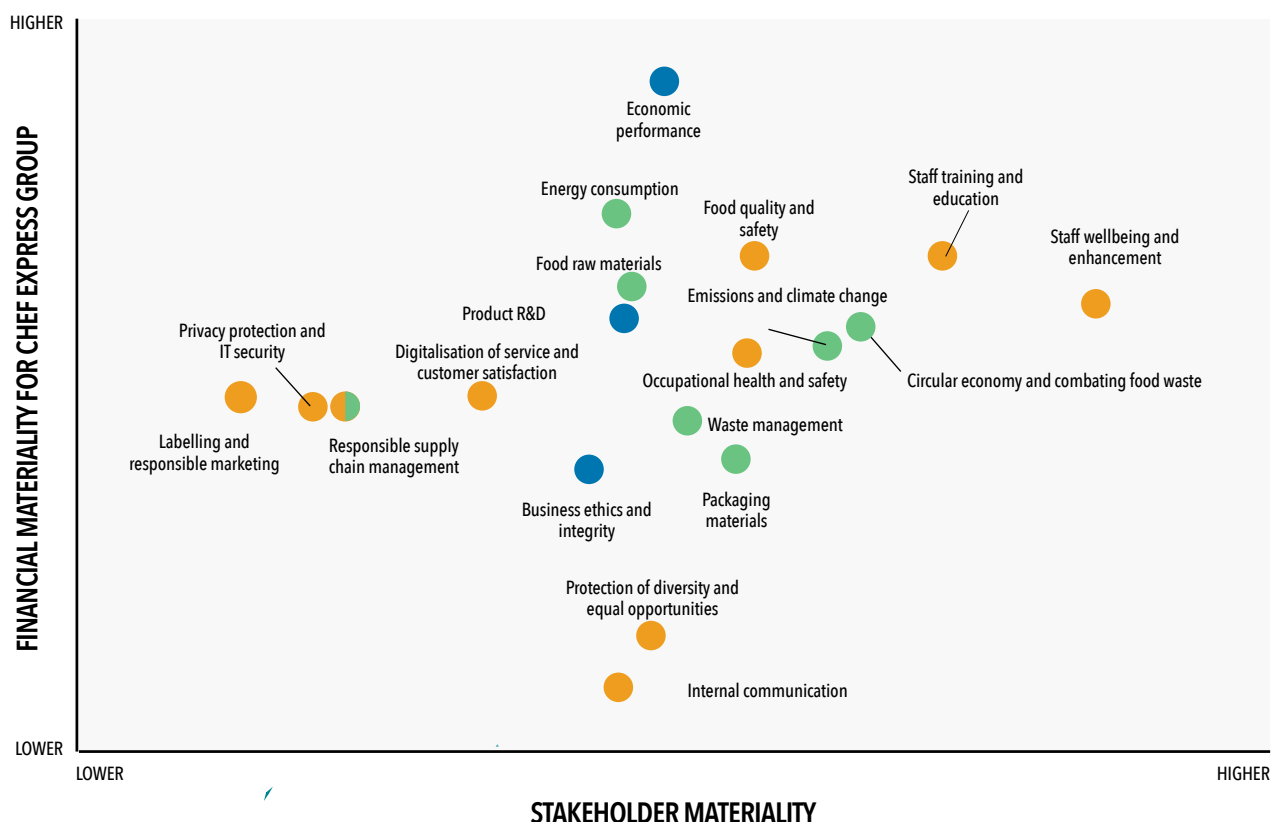 HIGHER
FINANCIAL MATERIALITY FOR CHEF EXPRESS GROUP
Economic
performance
Energy consumption
Staff training and
education
Food quality and
safety
Staff wellbeing and
enhancement
Food raw materials
Emissions and climate change
Product R&D
Privacy protection and
IT security
Digitalisation of service and
customer satisfaction
Occupational health and safety
Circular economy and combating food waste
Labelling and
responsible marketing
Responsible supply
chain management
Waste management
Business ethics and
integrity
Packaging
materials
Protection of diversity and
equal opportunities
Internal communication
LOWER
LOWER
HIGHER
STAKEHOLDER MATERIALITY